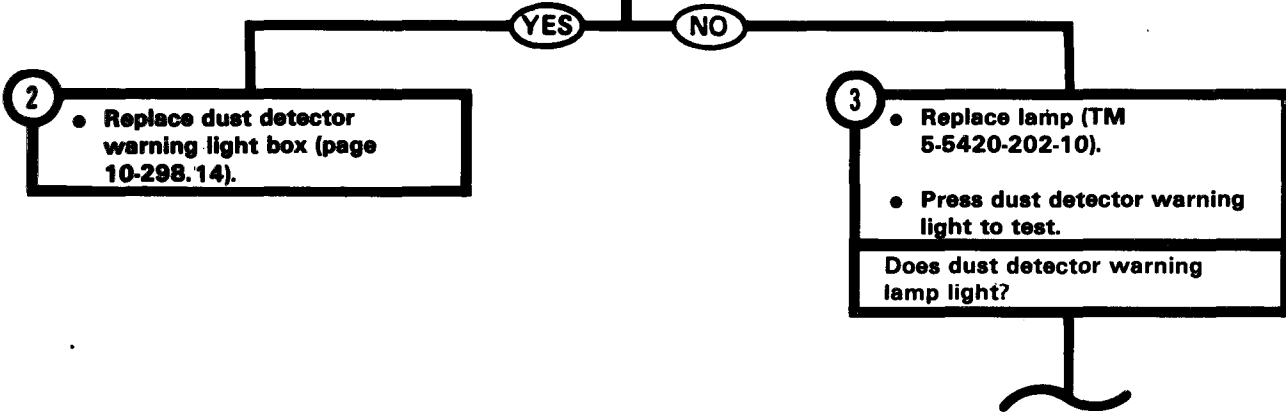 YES
NO
2
• Replace dust detector
warning light box (page
10-298.14).
3
• Replace lamp (TM
5-5420-202-10).
• Press dust detector warning
light to test.
Does dust detector warning
lamp light?